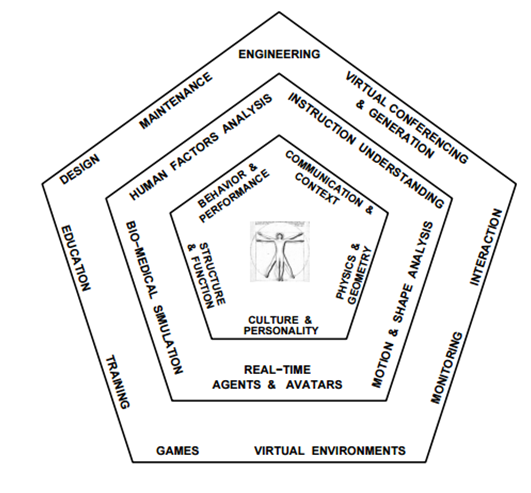 ENGINEERING
MAINTENANCE
DESIGN
VIRTUAL CONFERENCING
& GENERATION
INTERACTION
MONITORING
EDUCATION
TRAINING
GAMES
VIRTUAL ENVIRONMENTS
HUMAN FACTORS ANALYSIS
INSTRUCTION UNDERSTANDING
BIO-MEDICAL SIMULATION
MOTION & SHAPE ANALYSIS
REAL-TIME
AGENTS & AVATARS
BEHAVIOR &
PERFORMANCE
COMMUNICATION &
CONTEXT
STRUCTURE
& FUNCTION
PHYSICS &
GEOMETRY
CULTURE &
PERSONALITY